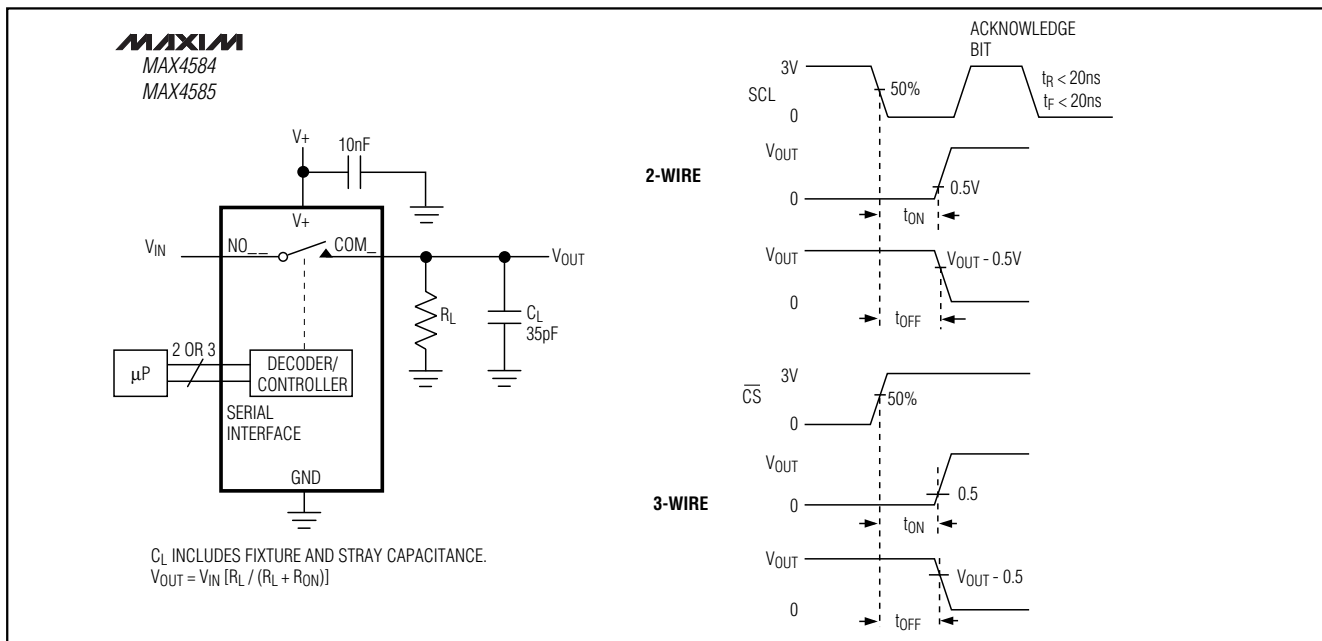 MAXIM
MAX4584
MAX4585
V+
10nF
V+
VIN
NO__
COM_
VOUT
RL
CL
35pF
2 OR 3
µP
DECODER/
CONTROLLER
SERIAL
INTERFACE
GND
CL INCLUDES FIXTURE AND STRAY CAPACITANCE.
VOUT = VIN [RL / (RL + RON)]
ACKNOWLEDGE
BIT
3V
SCL
50%
tR < 20ns
tF < 20ns
0
2-WIRE
VOUT
0.5V
0
tON
VOUT
VOUT - 0.5V
0
tOFF
3V
C̅S̅
50%
0
3-WIRE
VOUT
0.5
0
tON
VOUT
VOUT - 0.5
0
tOFF